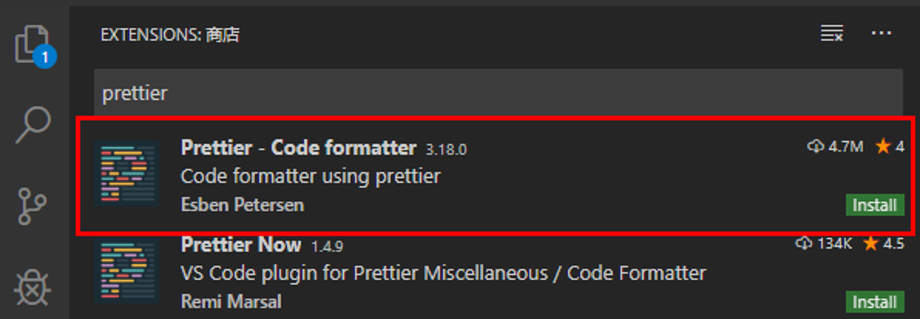 EXTENSIONS: 商店
1
prettier
Prettier - Code formatter 3.18.0 4.7M 4
Code formatter using prettier
Esben Petersen Install
Prettier Now 1.4.9 134K 4.5
VS Code plugin for Prettier Miscellaneous / Code Formatter
Remi Marsal Install